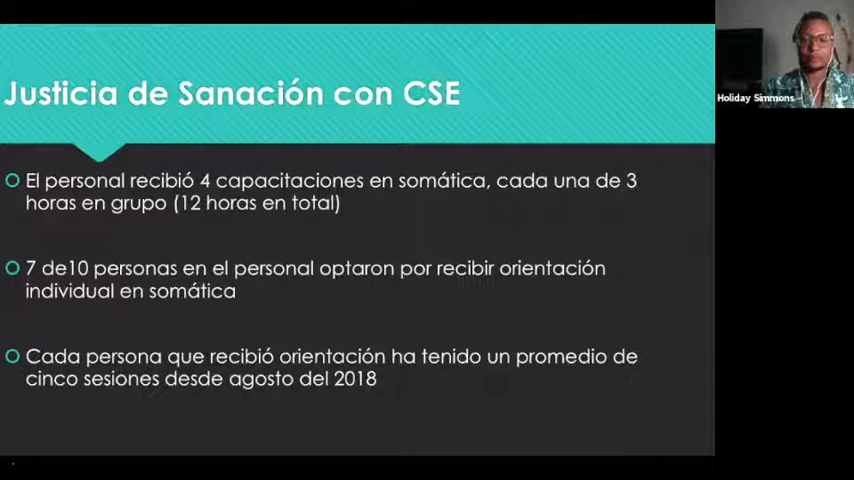 Justicia de Sanación con CSE
Holiday Simmons
El personal recibió 4 capacitaciones en somática, cada una de 3
horas en grupo (12 horas en total)
7 de10 personas en el personal optaron por recibir orientación
individual en somática
Cada persona que recibió orientación ha tenido un promedio de
cinco sesiones desde agosto del 2018